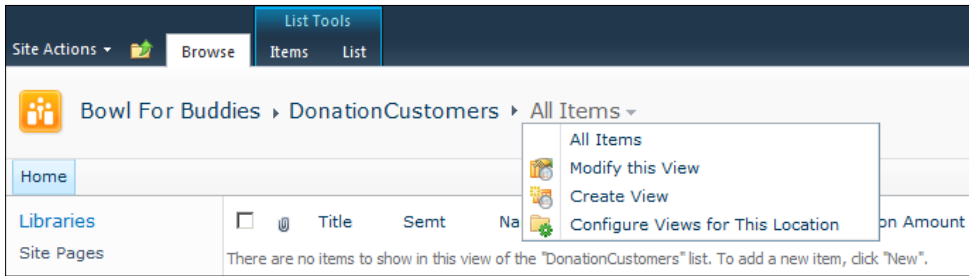 List Tools
Site Actions Browse Items List
Bowl For Buddies DonationCustomers All Items
All Items
Modify this View
Create View
Configure Views for This Location
Home
Libraries Title Semt Na on Amount
Site Pages There are no items to show in this view of the "DonationCustomers" list. To add a new item, click "New".